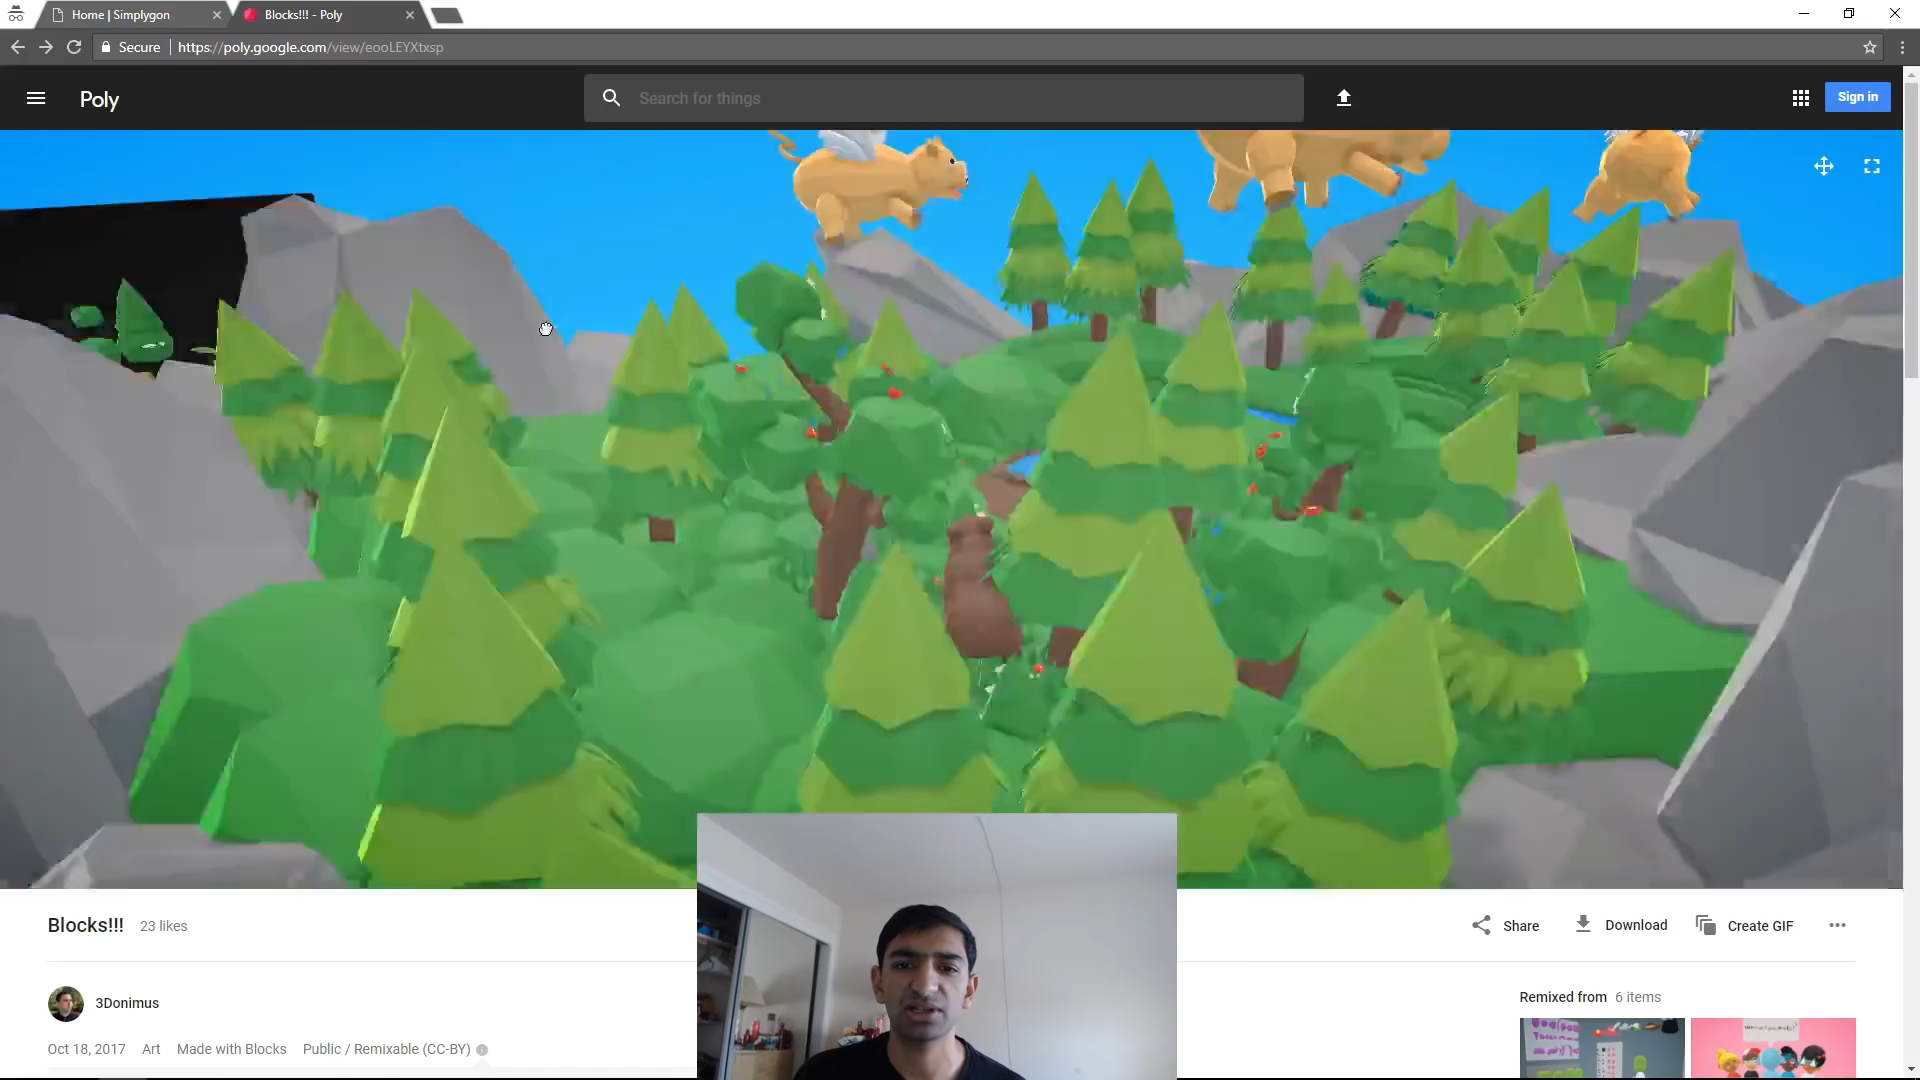 Home | Simplygon
Blocks!!! - Poly
Secure
https://poly.google.com/view/eooLEYXtxsp
Poly
Search for things
Sign in
Blocks!!! 23 likes
Share
Download
Create GIF
3Donimus
Remixed from 6 items
Oct 18, 2017 Art Made with Blocks Public / Remixable (CC-BY)